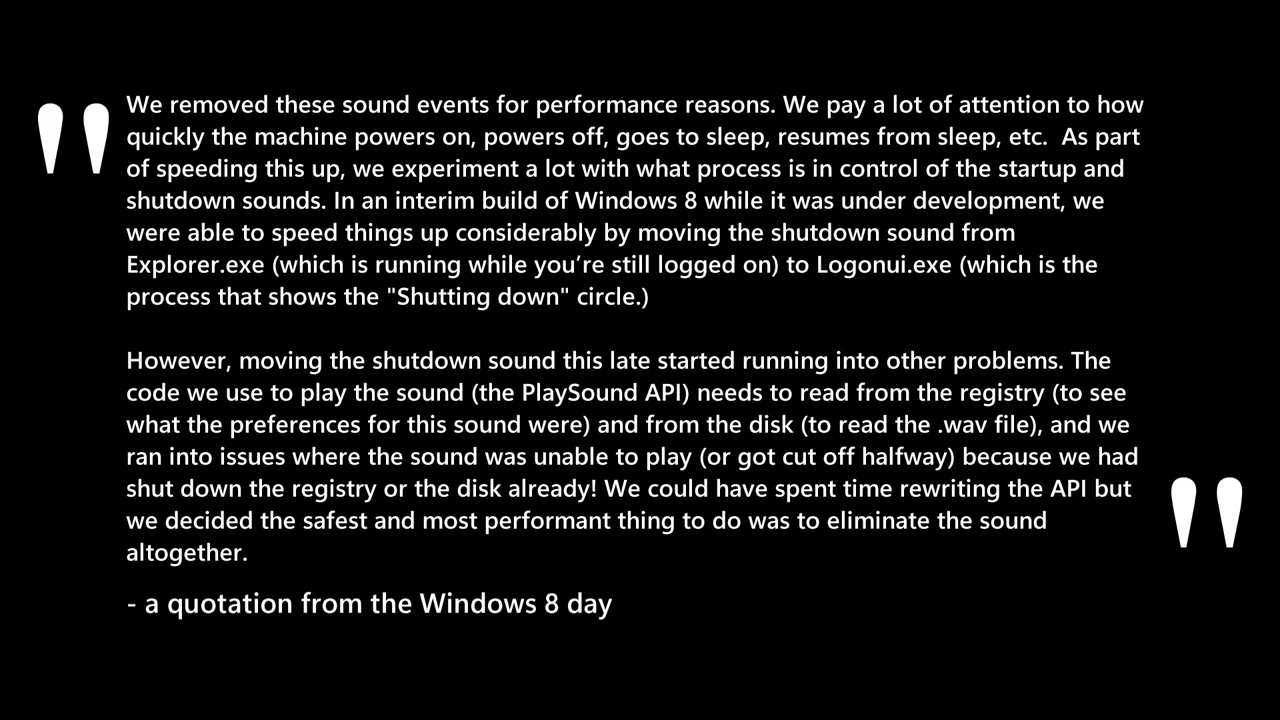 "
We removed these sound events for performance reasons. We pay a lot of attention to how
quickly the machine powers on, powers off, goes to sleep, resumes from sleep, etc.  As part
of speeding this up, we experiment a lot with what process is in control of the startup and
shutdown sounds. In an interim build of Windows 8 while it was under development, we
were able to speed things up considerably by moving the shutdown sound from
Explorer.exe (which is running while you’re still logged on) to Logonui.exe (which is the
process that shows the "Shutting down" circle.)
However, moving the shutdown sound this late started running into other problems. The
code we use to play the sound (the PlaySound API) needs to read from the registry (to see
what the preferences for this sound were) and from the disk (to read the .wav file), and we
ran into issues where the sound was unable to play (or got cut off halfway) because we had
shut down the registry or the disk already! We could have spent time rewriting the API but
we decided the safest and most performant thing to do was to eliminate the sound
altogether.
"
- a quotation from the Windows 8 day